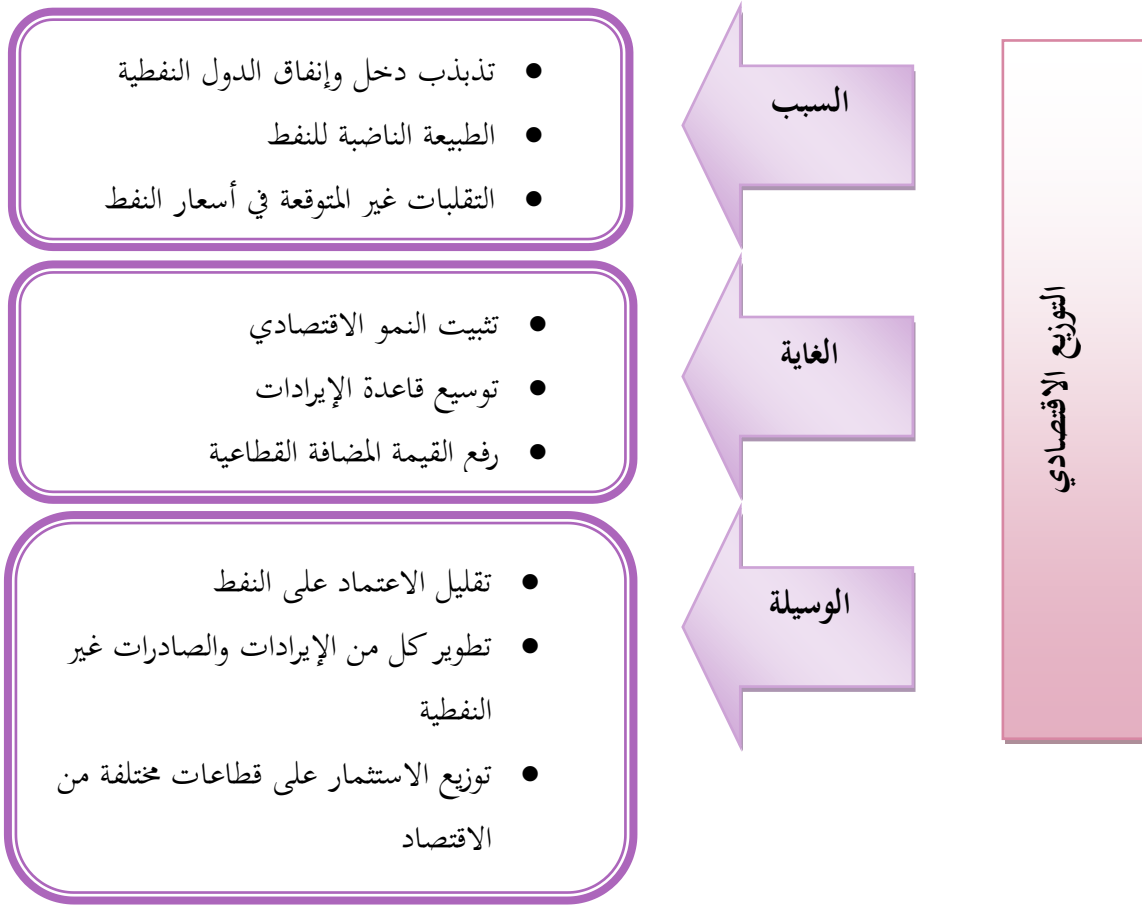 التوزيع الاقتصادي
السبب
● تذبذب دخل وإنفاق الدول النفطية
● الطبيعة الناضبة للنفط
● التقلبات غير المتوقعة في أسعار النفط
الغاية
● تثبيت النمو الاقتصادي
● توسيع قاعدة الإيرادات
● رفع القيمة المضافة القطاعية
الوسيلة
● تقليل الاعتماد على النفط
● تطوير كل من الإيرادات والصادرات غير
النفطية
● توزيع الاستثمار على قطاعات مختلفة من
الاقتصاد